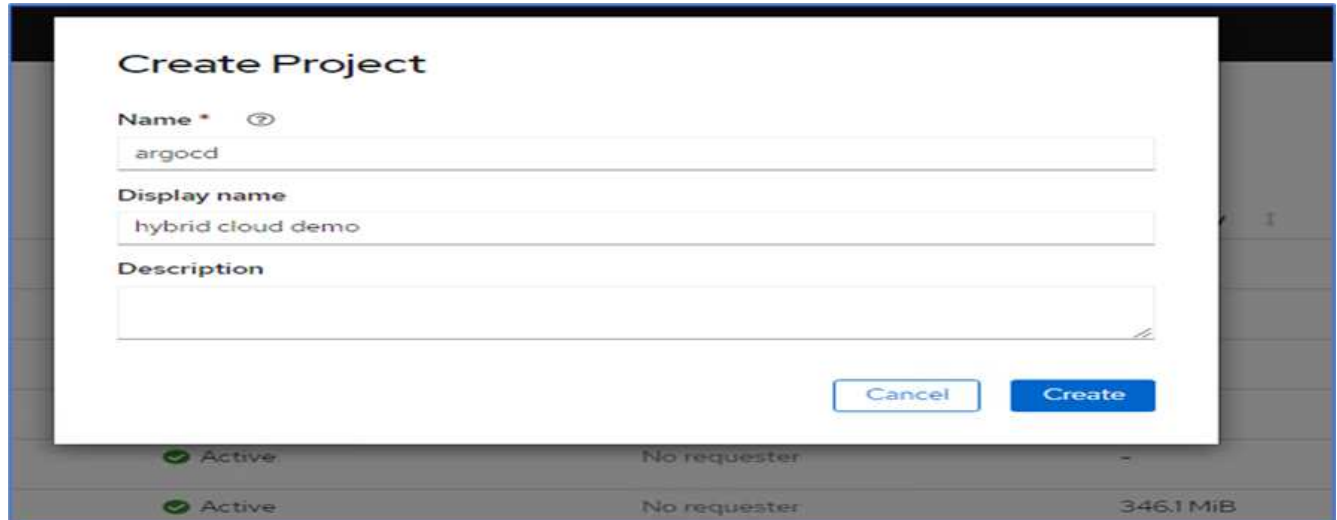 Create Project
Name *
argocd
Display name
hybrid cloud demo
Description
Cancel Create
Active No requester -
Active No requester 346.1 MiB